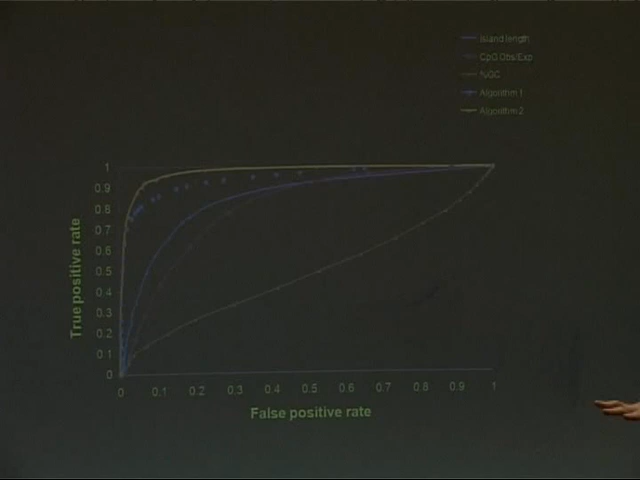 Island length
CpG Obs/Exp
%GC
Algorithm 1
Algorithm 2
1
0.9
0.8
0.7
0.6
0.5
0.4
0.3
0.2
0.1
0
True positive rate
0 0.1 0.2 0.3 0.4 0.5 0.6 0.7 0.8 0.9 1
False positive rate